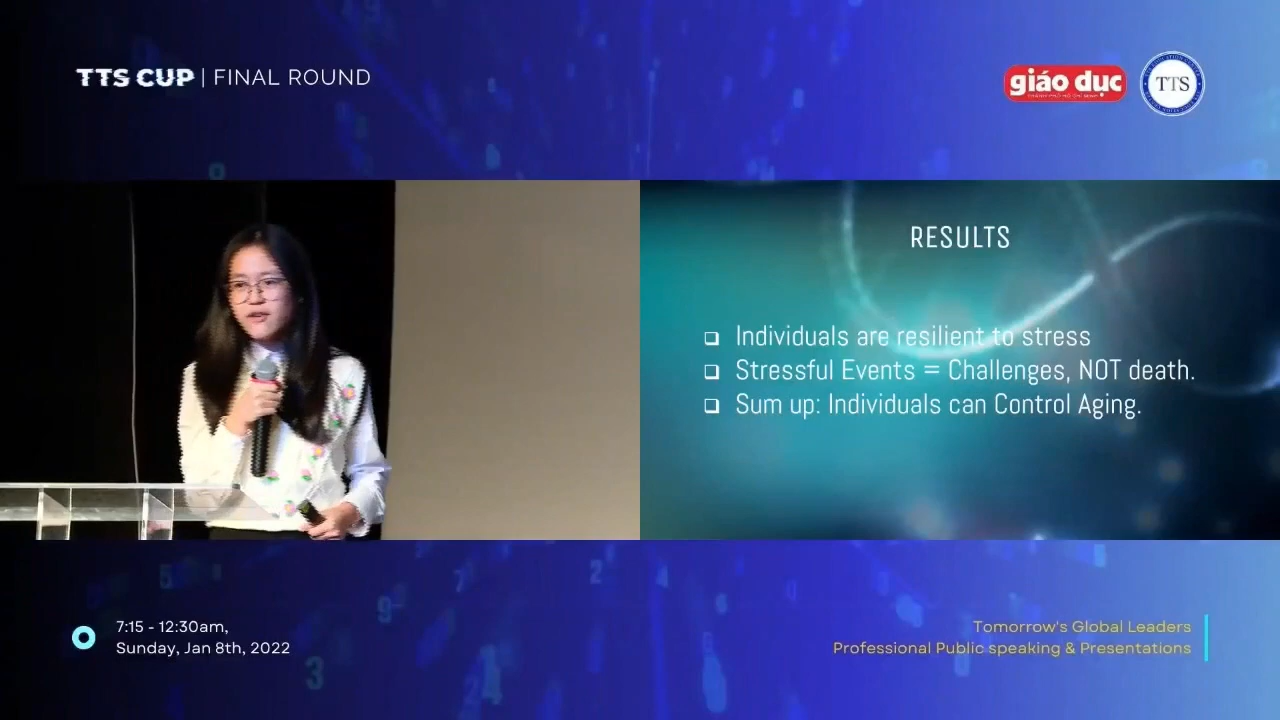 TTS CUP | FINAL ROUND
giáo dục
TTS
RESULTS
❑ Individuals are resilient to stress
❑ Stressful Events = Challenges, NOT death.
❑ Sum up: Individuals can Control Aging.
7:15 - 12:30am,
Sunday, Jan 8th, 2022
Tomorrow's Global Leaders
Professional Public speaking & Presentations